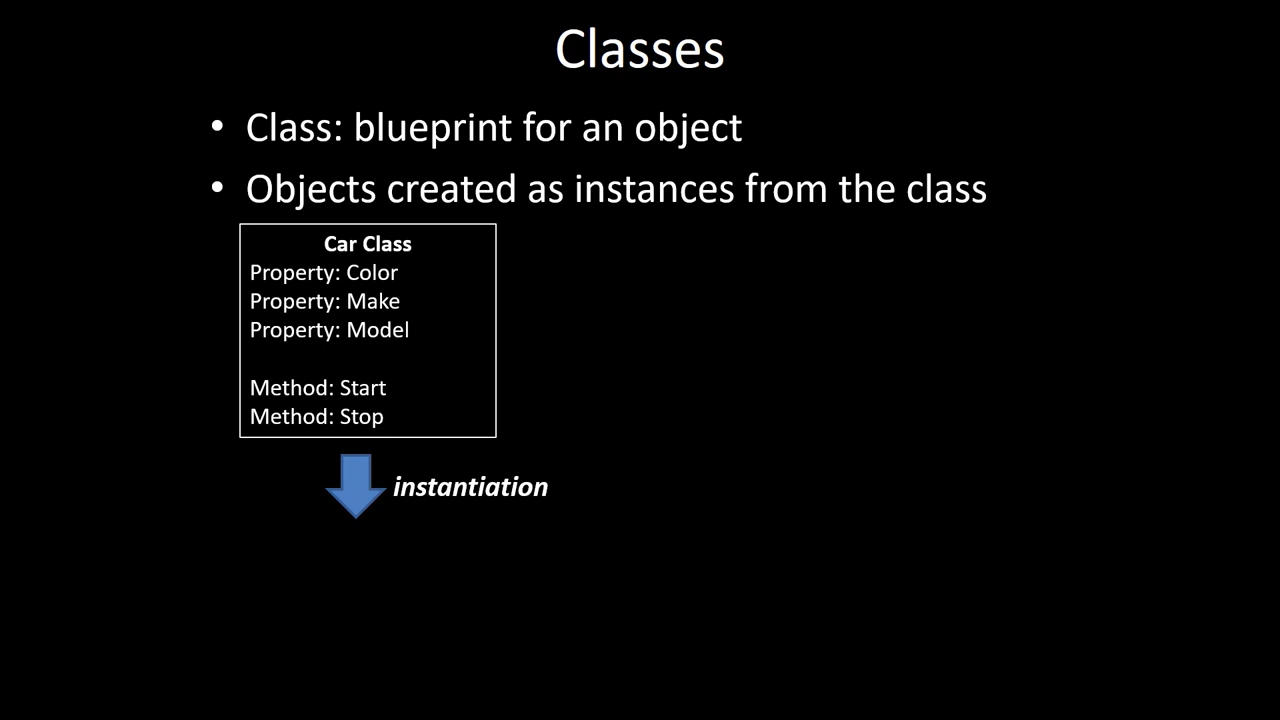 Classes
• Class: blueprint for an object
• Objects created as instances from the class
Car Class
Property: Color
Property: Make
Property: Model
Method: Start
Method: Stop
instantiation